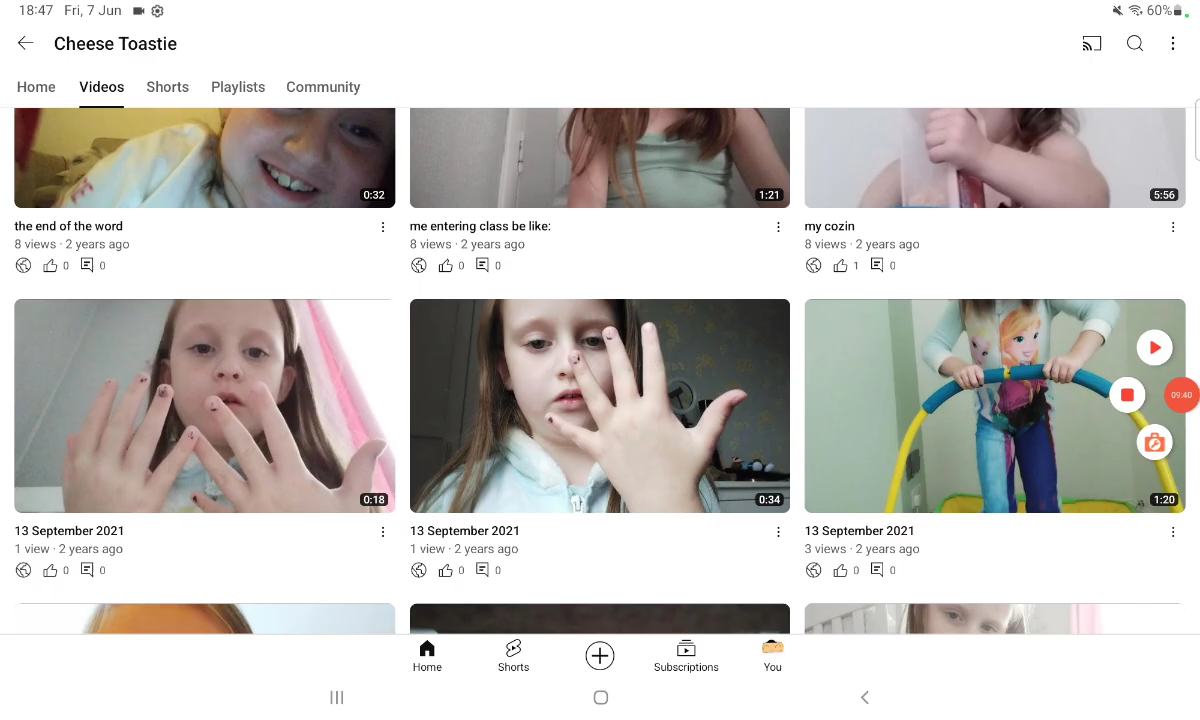 18:47 Fri, 7 Jun 60%
Cheese Toastie
Home Videos Shorts Playlists Community
0:32 1:21 5:56
the end of the word me entering class be like: my cozin
8 views · 2 years ago 8 views · 2 years ago 8 views · 2 years ago
0 0 0 0 1 0
09:40
0:18 0:34 1:20
13 September 2021 13 September 2021 13 September 2021
1 view · 2 years ago 1 view · 2 years ago 3 views · 2 years ago
0 0 0 0 0 0
Home Shorts Subscriptions You